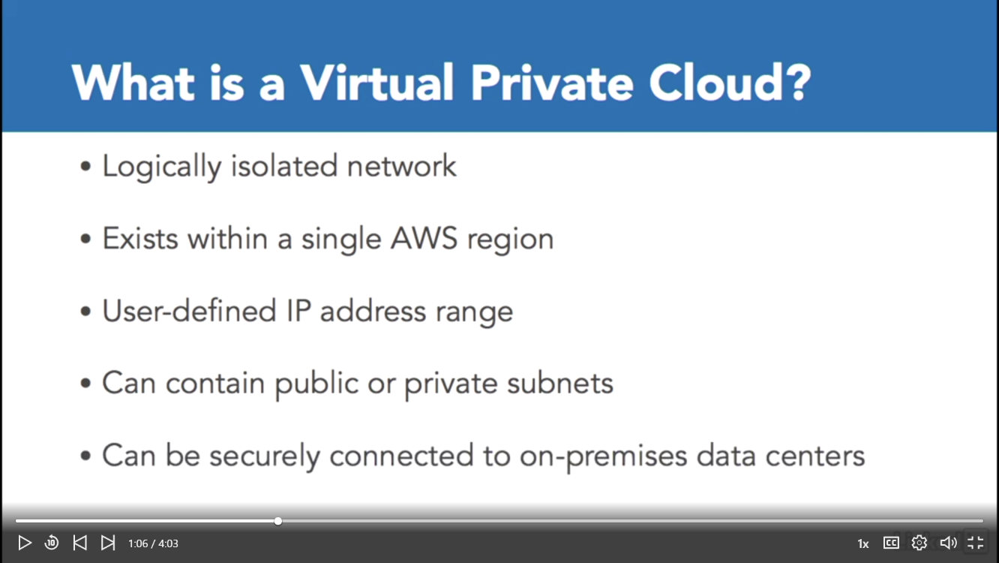 What is a Virtual Private Cloud?
• Logically isolated network
• Exists within a single AWS region
• User-defined IP address range
• Can contain public or private subnets
• Can be securely connected to on-premises data centers
10
1:06 / 4:03
1x
CC